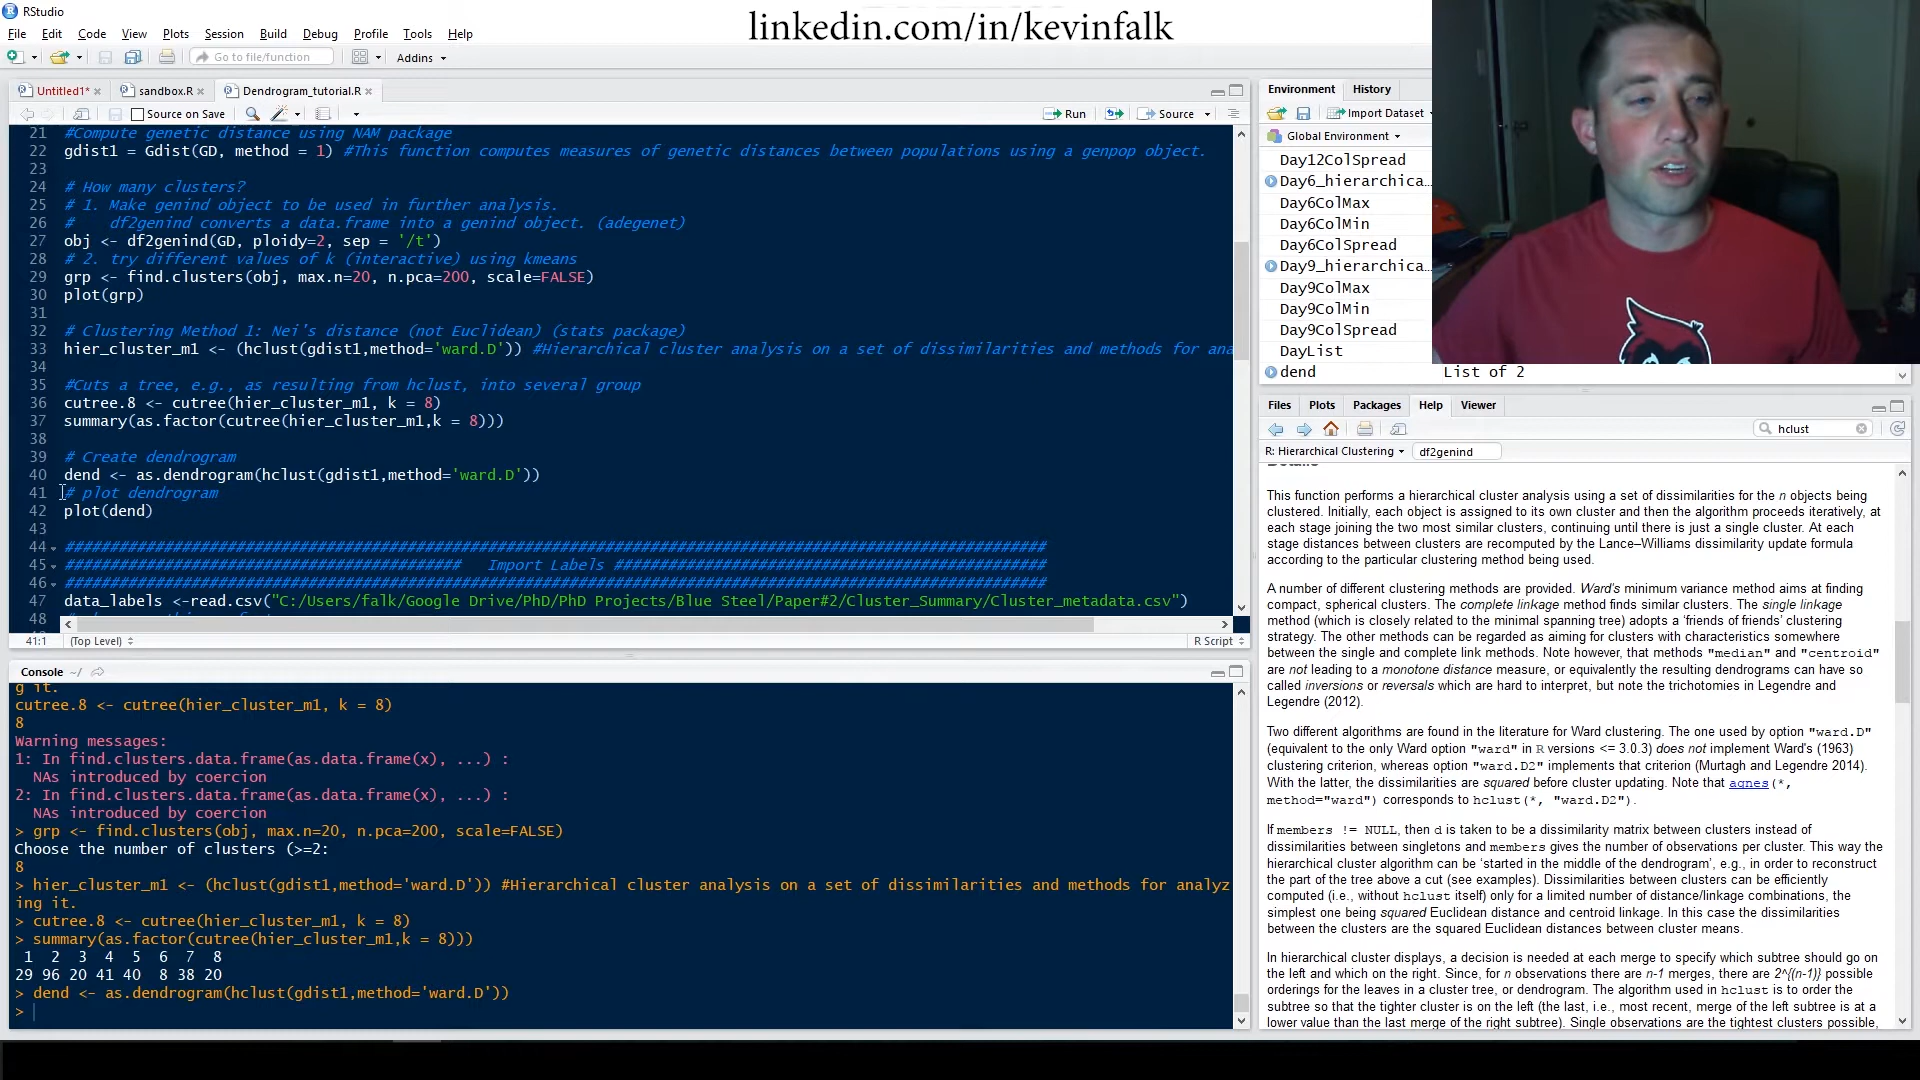 RStudio
linkedin.com/in/kevinfalk
File Edit Code View Plots Session Build Debug Profile Tools Help
Go to file/function Addins
Untitled1* sandbox.R Dendrogram_tutorial.R
Source on Save Run Source
21 #Compute genetic distance using NAM package
22 gdist1 = Gdist(GD, method = 1) #This function computes measures of genetic distances between populations using a genpop object.
23
24 # How many clusters?
25 # 1. Make genind object to be used in further analysis.
26 #    df2genind converts a data.frame into a genind object. (adegenet)
27 obj <- df2genind(GD, ploidy=2, sep = '/t')
28 # 2. try different values of k (interactive) using kmeans
29 grp <- find.clusters(obj, max.n=20, n.pca=200, scale=FALSE)
30 plot(grp)
31
32 # Clustering Method 1: Nei's distance (not Euclidean) (stats package)
33 hier_cluster_m1 <- (hclust(gdist1,method='ward.D')) #Hierarchical cluster analysis on a set of dissimilarities and methods for ana
34
35 #Cuts a tree, e.g., as resulting from hclust, into several group
36 cutree.8 <- cutree(hier_cluster_m1, k = 8)
37 summary(as.factor(cutree(hier_cluster_m1,k = 8)))
38
39 # Create dendrogram
40 dend <- as.dendrogram(hclust(gdist1,method='ward.D'))
41 # plot dendrogram
42 plot(dend)
43
44 ############################################################################################################
45 ############################################ Import Labels ################################################
46 ############################################################################################################
47 data_labels <-read.csv("C:/Users/falk/Google Drive/PhD/PhD Projects/Blue Steel/Paper#2/Cluster_Summary/Cluster_metadata.csv")
48
41:1 (Top Level) R Script
Console ~/
g it.
cutree.8 <- cutree(hier_cluster_m1, k = 8)
8
Warning messages:
1: In find.clusters.data.frame(as.data.frame(x), ...) :
NAs introduced by coercion
2: In find.clusters.data.frame(as.data.frame(x), ...) :
NAs introduced by coercion
> grp <- find.clusters(obj, max.n=20, n.pca=200, scale=FALSE)
Choose the number of clusters (>=2:
8
> hier_cluster_m1 <- (hclust(gdist1,method='ward.D')) #Hierarchical cluster analysis on a set of dissimilarities and methods for analyz
ing it.
> cutree.8 <- cutree(hier_cluster_m1, k = 8)
> summary(as.factor(cutree(hier_cluster_m1,k = 8)))
1 2 3 4 5 6 7 8
29 96 20 41 40 8 38 20
> dend <- as.dendrogram(hclust(gdist1,method='ward.D'))
>
Environment History
Import Dataset
Global Environment
Day12ColSpread
Day6_hierarchica...
Day6ColMax
Day6ColMin
Day6ColSpread
Day9_hierarchica...
Day9ColMax
Day9ColMin
Day9ColSpread
DayList
dend List of 2
Files Plots Packages Help Viewer
hclust
R: Hierarchical Clustering df2genind
Details
This function performs a hierarchical cluster analysis using a set of dissimilarities for the n objects being
clustered. Initially, each object is assigned to its own cluster and then the algorithm proceeds iteratively, at
each stage joining the two most similar clusters, continuing until there is just a single cluster. At each
stage distances between clusters are recomputed by the Lance–Williams dissimilarity update formula
according to the particular clustering method being used.
A number of different clustering methods are provided. Ward's minimum variance method aims at finding
compact, spherical clusters. The complete linkage method finds similar clusters. The single linkage
method (which is closely related to the minimal spanning tree) adopts a ‘friends of friends’ clustering
strategy. The other methods can be regarded as aiming for clusters with characteristics somewhere
between the single and complete link methods. Note however, that methods "median" and "centroid"
are not leading to a monotone distance measure, or equivalently the resulting dendrograms can have so
called inversions or reversals which are hard to interpret, but note the trichotomies in Legendre and
Legendre (2012).
Two different algorithms are found in the literature for Ward clustering. The one used by option "ward.D"
(equivalent to the only Ward option "ward" in R versions <= 3.0.3) does not implement Ward's (1963)
clustering criterion, whereas option "ward.D2" implements that criterion (Murtagh and Legendre 2014).
With the latter, the dissimilarities are squared before cluster updating. Note that agnes(*,
method="ward") corresponds to hclust(*, "ward.D2").
If members != NULL, then d is taken to be a dissimilarity matrix between clusters instead of
dissimilarities between singletons and members gives the number of observations per cluster. This way the
hierarchical cluster algorithm can be ‘started in the middle of the dendrogram’, e.g., in order to reconstruct
the part of the tree above a cut (see examples). Dissimilarities between clusters can be efficiently
computed (i.e., without hclust itself) only for a limited number of distance/linkage combinations, the
simplest one being squared Euclidean distance and centroid linkage. In this case the dissimilarities
between the clusters are the squared Euclidean distances between cluster means.
In hierarchical cluster displays, a decision is needed at each merge to specify which subtree should go on
the left and which on the right. Since, for n observations there are n-1 merges, there are 2^{(n-1)} possible
orderings for the leaves in a cluster tree, or dendrogram. The algorithm used in hclust is to order the
subtree so that the tighter cluster is on the left (the last, i.e., most recent, merge of the left subtree is at a
lower value than the last merge of the right subtree). Single observations are the tightest clusters possible,